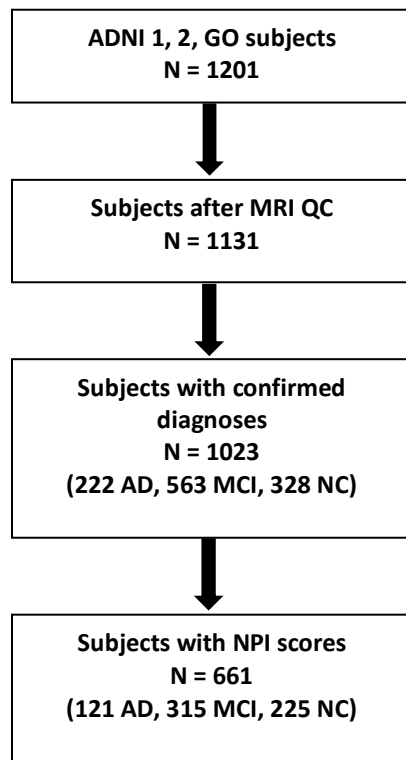 ADNI 1, 2, GO subjects
N = 1201
Subjects after MRI QC
N = 1131
Subjects with confirmed
diagnoses
N = 1023
(222 AD, 563 MCI, 328 NC)
Subjects with NPI scores
N = 661
(121 AD, 315 MCI, 225 NC)